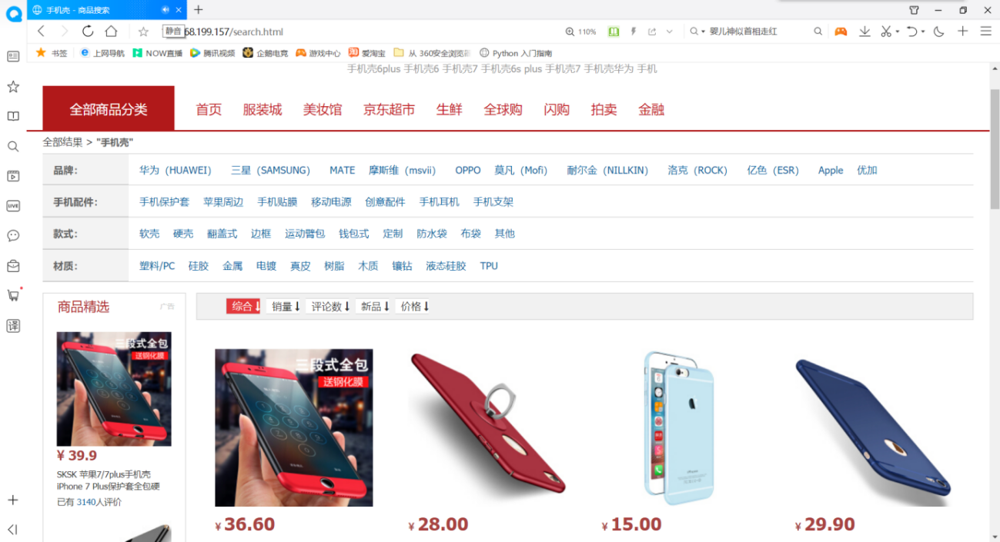 手机壳 - 商品搜索
静音 68.199.157/search.html
110%
婴儿神似首相走红
书签 上网导航 NOW直播 腾讯视频 企鹅电竞 游戏中心 爱淘宝 从 360安全浏览器 Python 入门指南
手机壳6plus 手机壳6 手机壳7 手机壳6s plus 手机壳7 手机壳华为 手机
全部商品分类 首页 服装城 美妆馆 京东超市 生鲜 全球购 闪购 拍卖 金融
全部结果 > "手机壳"
品牌: 华为（HUAWEI） 三星（SAMSUNG） MATE 摩斯维（msvii） OPPO 莫凡（Mofi） 耐尔金（NILLKIN） 洛克（ROCK） 亿色（ESR） Apple 优加
手机配件: 手机保护套 苹果周边 手机贴膜 移动电源 创意配件 手机耳机 手机支架
款式: 软壳 硬壳 翻盖式 边框 运动臂包 钱包式 定制 防水袋 布袋 其他
材质: 塑料/PC 硅胶 金属 电镀 真皮 树脂 木质 镶钻 液态硅胶 TPU
商品精选 广告
综合↓ 销量↓ 评论数↓ 新品↓ 价格↓
三段式全包
送钢化膜
¥ 39.9
SKSK 苹果7/7plus手机壳
iPhone 7 Plus保护套全包硬
已有 3140人评价
三段式全包
送钢化膜
¥ 36.60
¥ 28.00
¥ 15.00
¥ 29.90
LIVE
译